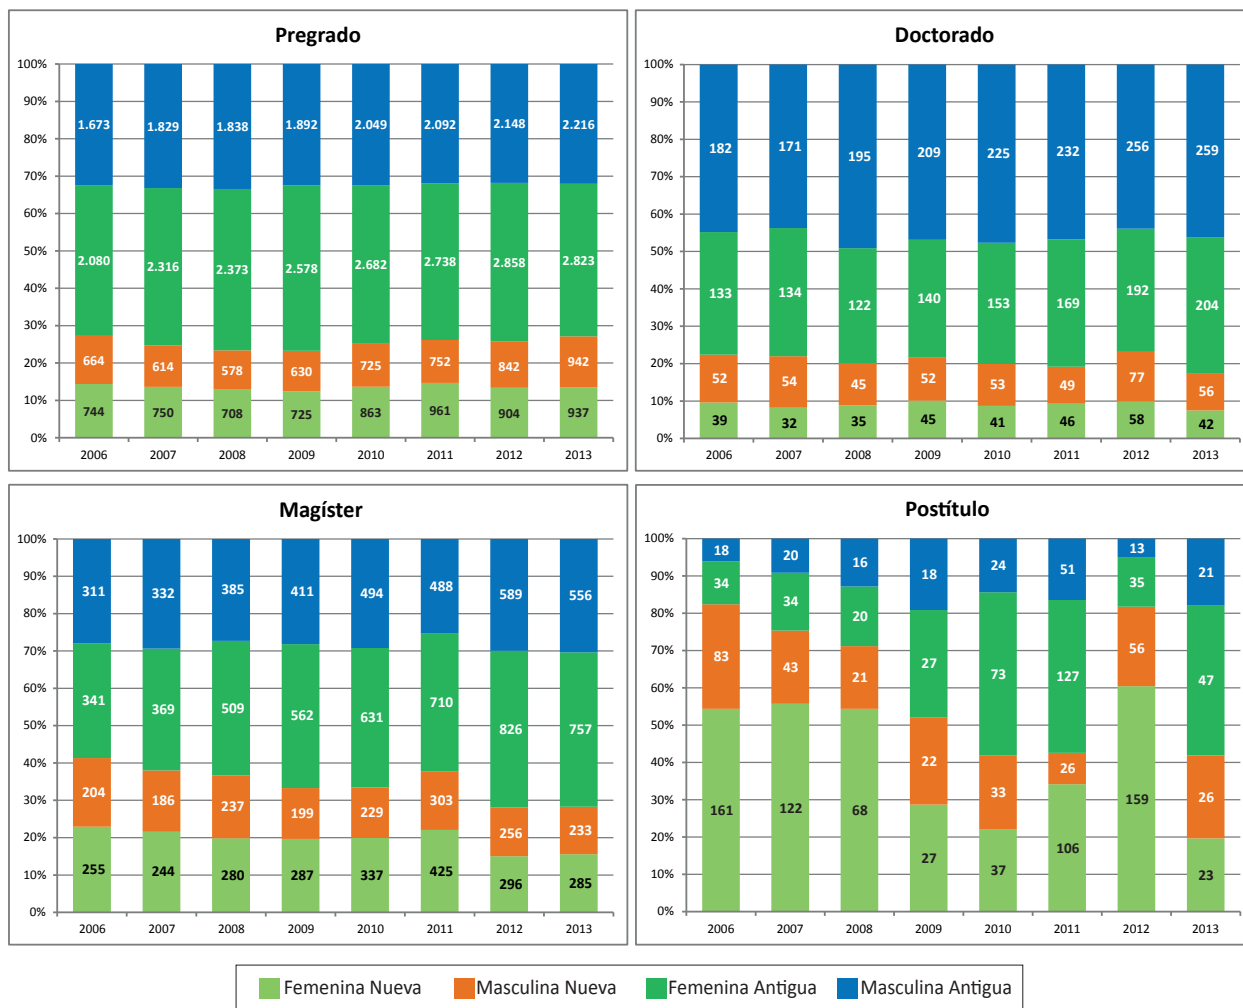 Pregrado
100%
90%
80%
70%
60%
50%
40%
30%
20%
10%
0%
1.673 1.829 1.838 1.892 2.049 2.092 2.148 2.216
2.080 2.316 2.373 2.578 2.682 2.738 2.858 2.823
664 614 578 630 725 752 842 942
744 750 708 725 863 961 904 937
2006 2007 2008 2009 2010 2011 2012 2013
Doctorado
100%
90%
80%
70%
60%
50%
40%
30%
20%
10%
0%
182 171 195 209 225 232 256 259
133 134 122 140 153 169 192 204
52 54 45 52 53 49 77 56
39 32 35 45 41 46 58 42
2006 2007 2008 2009 2010 2011 2012 2013
Magíster
100%
90%
80%
70%
60%
50%
40%
30%
20%
10%
0%
311 332 385 411 494 488 589 556
341 369 509 562 631 710 826 757
204 186 237 199 229 303 256 233
255 244 280 287 337 425 296 285
2006 2007 2008 2009 2010 2011 2012 2013
Postítulo
100%
90%
80%
70%
60%
50%
40%
30%
20%
10%
0%
18 20 16 18 24 51 13 21
34 34 20 27 73 127 35 47
83 43 21 22 33 26 56 26
161 122 68 27 37 106 159 23
2006 2007 2008 2009 2010 2011 2012 2013
Femenina Nueva Masculina Nueva Femenina Antigua Masculina Antigua